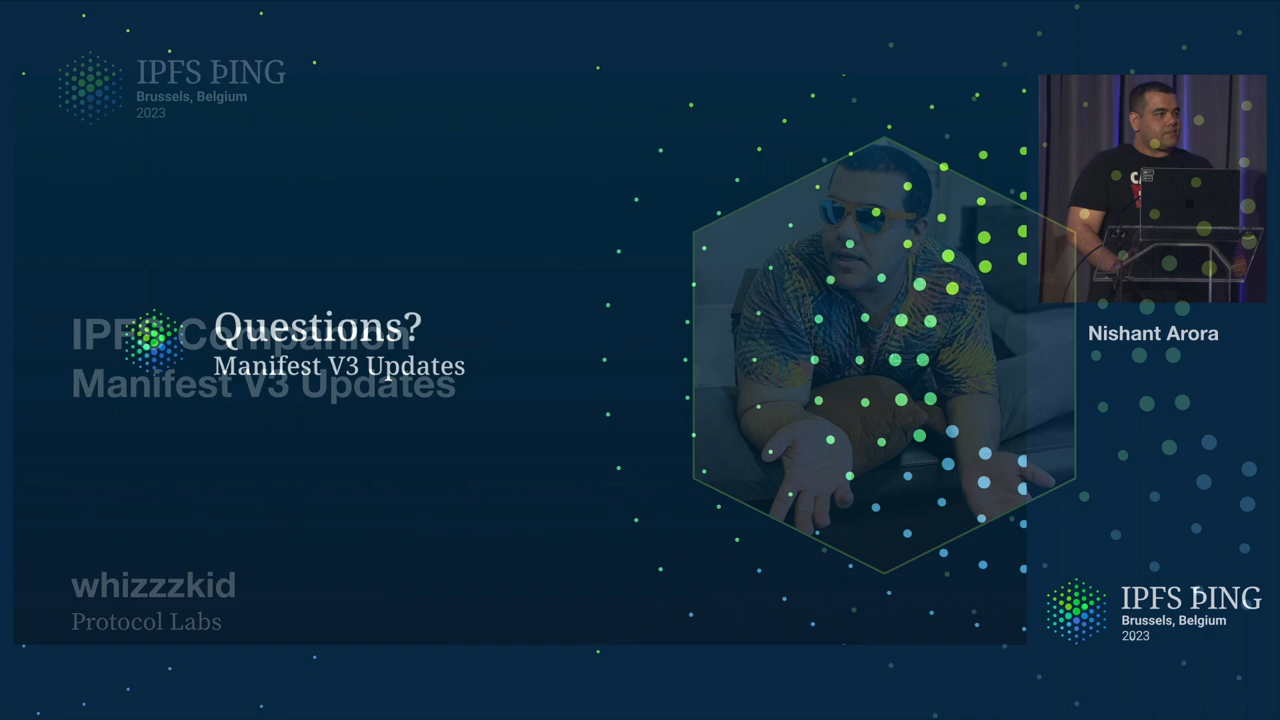 IPFS ÞING
Brussels, Belgium
2023
IPFS Companion
Manifest V3 Updates
Questions?
Manifest V3 Updates
whizzzkid
Protocol Labs
Nishant Arora
IPFS ÞING
Brussels, Belgium
2023